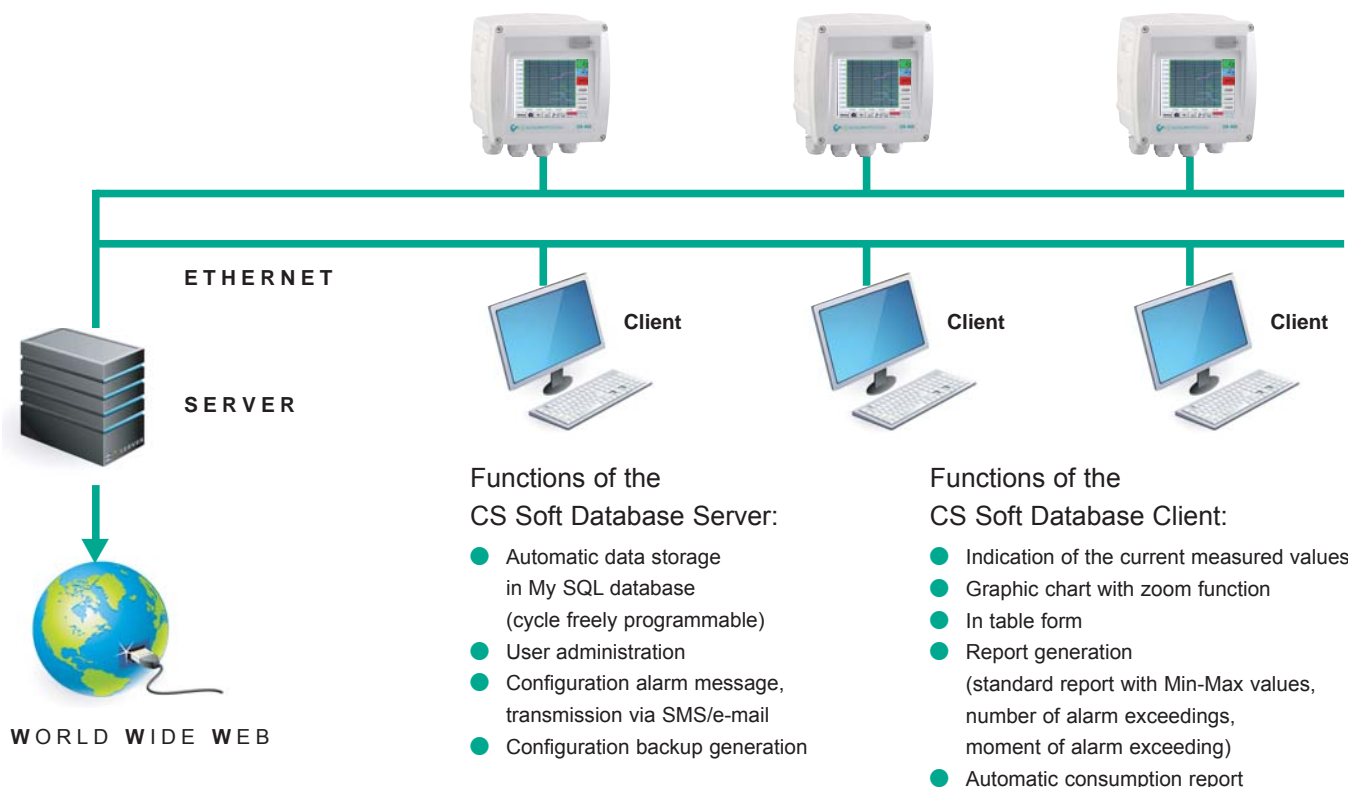 ETHERNET
Client
Client
Client
SERVER
WORLD WIDE WEB
Functions of the
CS Soft Database Server:
Automatic data storage
in My SQL database
(cycle freely programmable)
User administration
Configuration alarm message,
transmission via SMS/e-mail
Configuration backup generation
Functions of the
CS Soft Database Client:
Indication of the current measured values
Graphic chart with zoom function
In table form
Report generation
(standard report with Min-Max values,
number of alarm exceedings,
moment of alarm exceeding)
Automatic consumption report